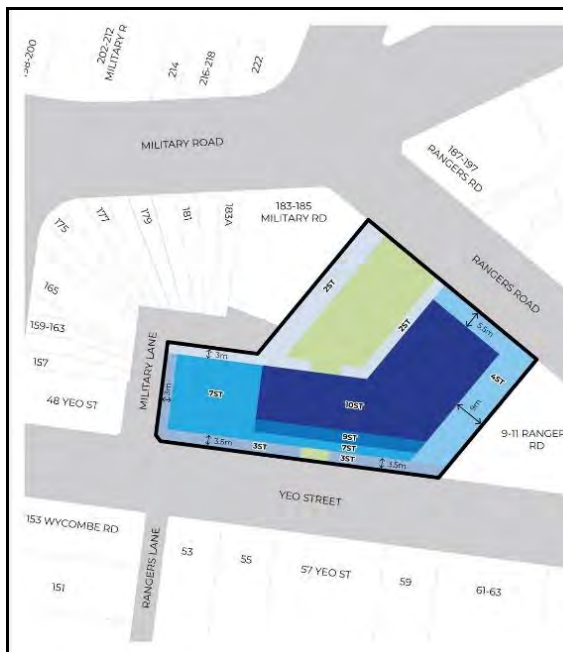 202-212
MILITARY R
214
216-218
222
MILITARY ROAD
187-197
RANGERS RD
175
177
179
181
183A
183-185
MILITARY RD
RANGERS ROAD
165
159-163
157
48 YEO ST
MILITARY LANE
2ST
2ST
5.5m
4ST
9m
3m
7ST
10ST
9ST
7ST
3ST
3.5m
3ST
3.5m
9-11 RANGER
RD
YEO STREET
153 WYCOMBE RD
151
RANGERS LANE
53
55
57 YEO ST
59
61-63